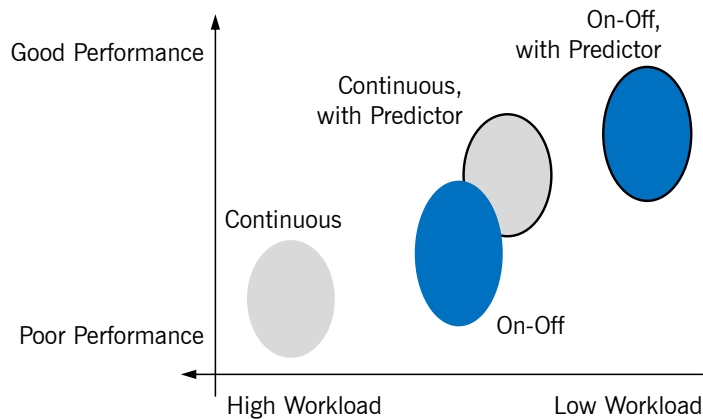 On-Off,
with Predictor
Good Performance
Continuous,
with Predictor
Continuous
On-Off
Poor Performance
High Workload
Low Workload